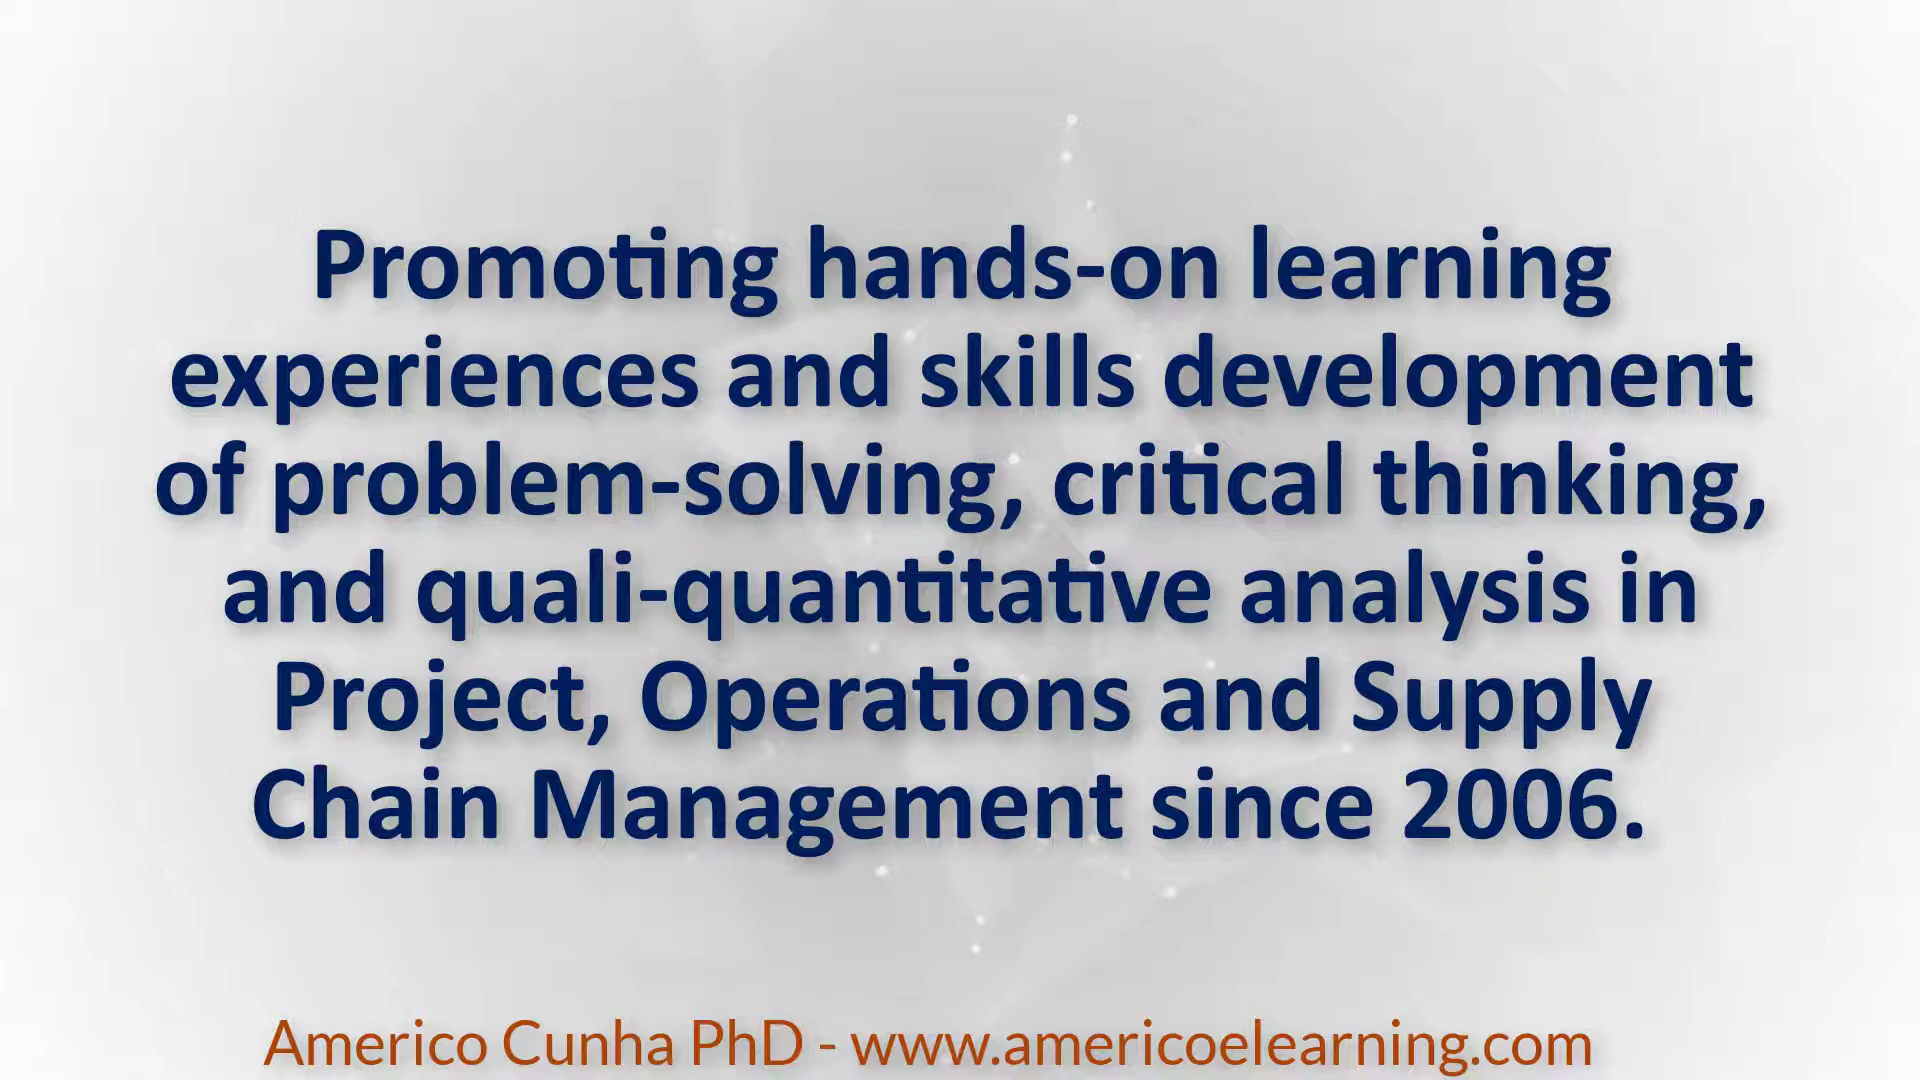 Promoting hands-on learning
experiences and skills development
of problem-solving, critical thinking,
and quali-quantitative analysis in
Project, Operations and Supply
Chain Management since 2006.
Americo Cunha PhD - www.americoelearning.com